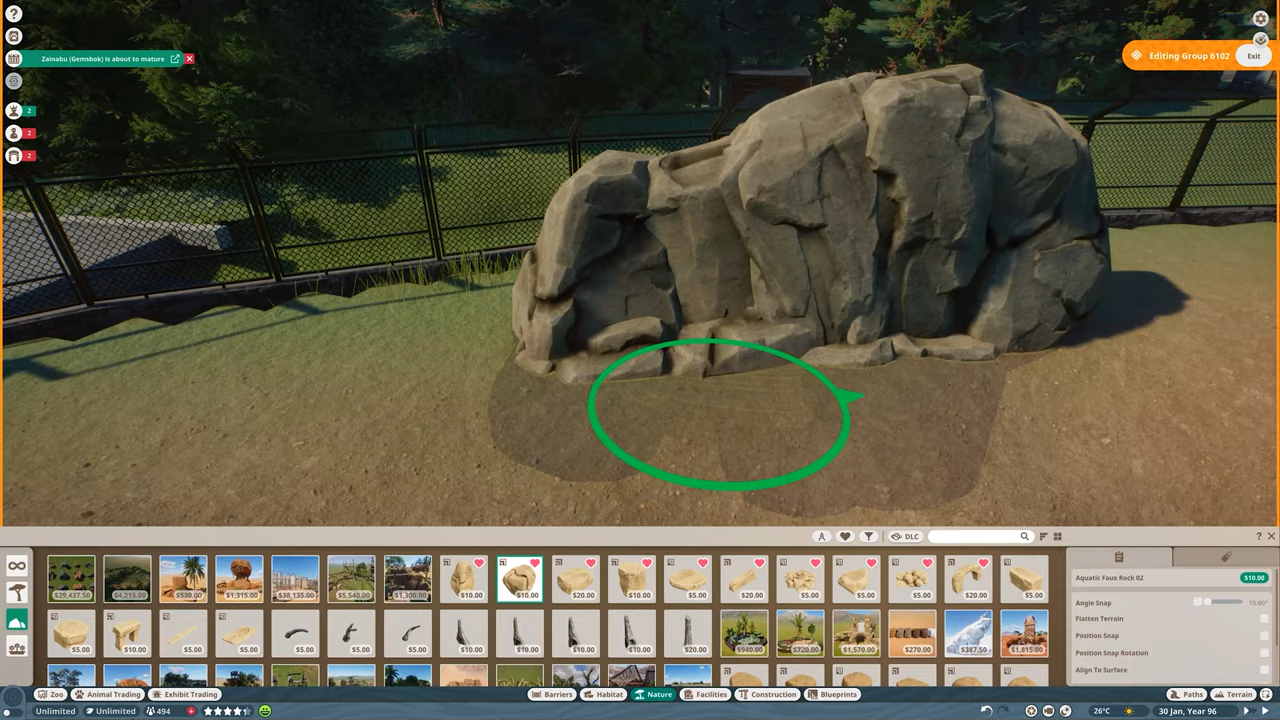 ?
Zainabu (Gemsbok) is about to mature
Editing Group 6102 Exit
2
2
2
DLC
? ×
$29,437.50 $4,215.00 $930.00 $1,315.00 $38,135.00 $5,540.00 $1,300.00 $10.00 $10.00 $20.00 $10.00 $5.00 $20.00 $5.00 $5.00 $10.00 $20.00 $5.00
$5.00 $10.00 $5.00 $5.00 $5.00 $5.00 $5.00 $10.00 $10.00 $10.00 $10.00 $20.00 $940.00 $720.00 $1,570.00 $270.00 $387.50 $1,815.00
Aquatic Faux Rock 02 $10.00
Angle Snap 15.00°
Flatten Terrain
Position Snap
Position Snap Rotation
Align To Surface
Zoo Animal Trading Exhibit Trading Barriers Habitat Nature Facilities Construction Blueprints Paths Terrain
Unlimited Unlimited 494 26°C 30 Jan, Year 96